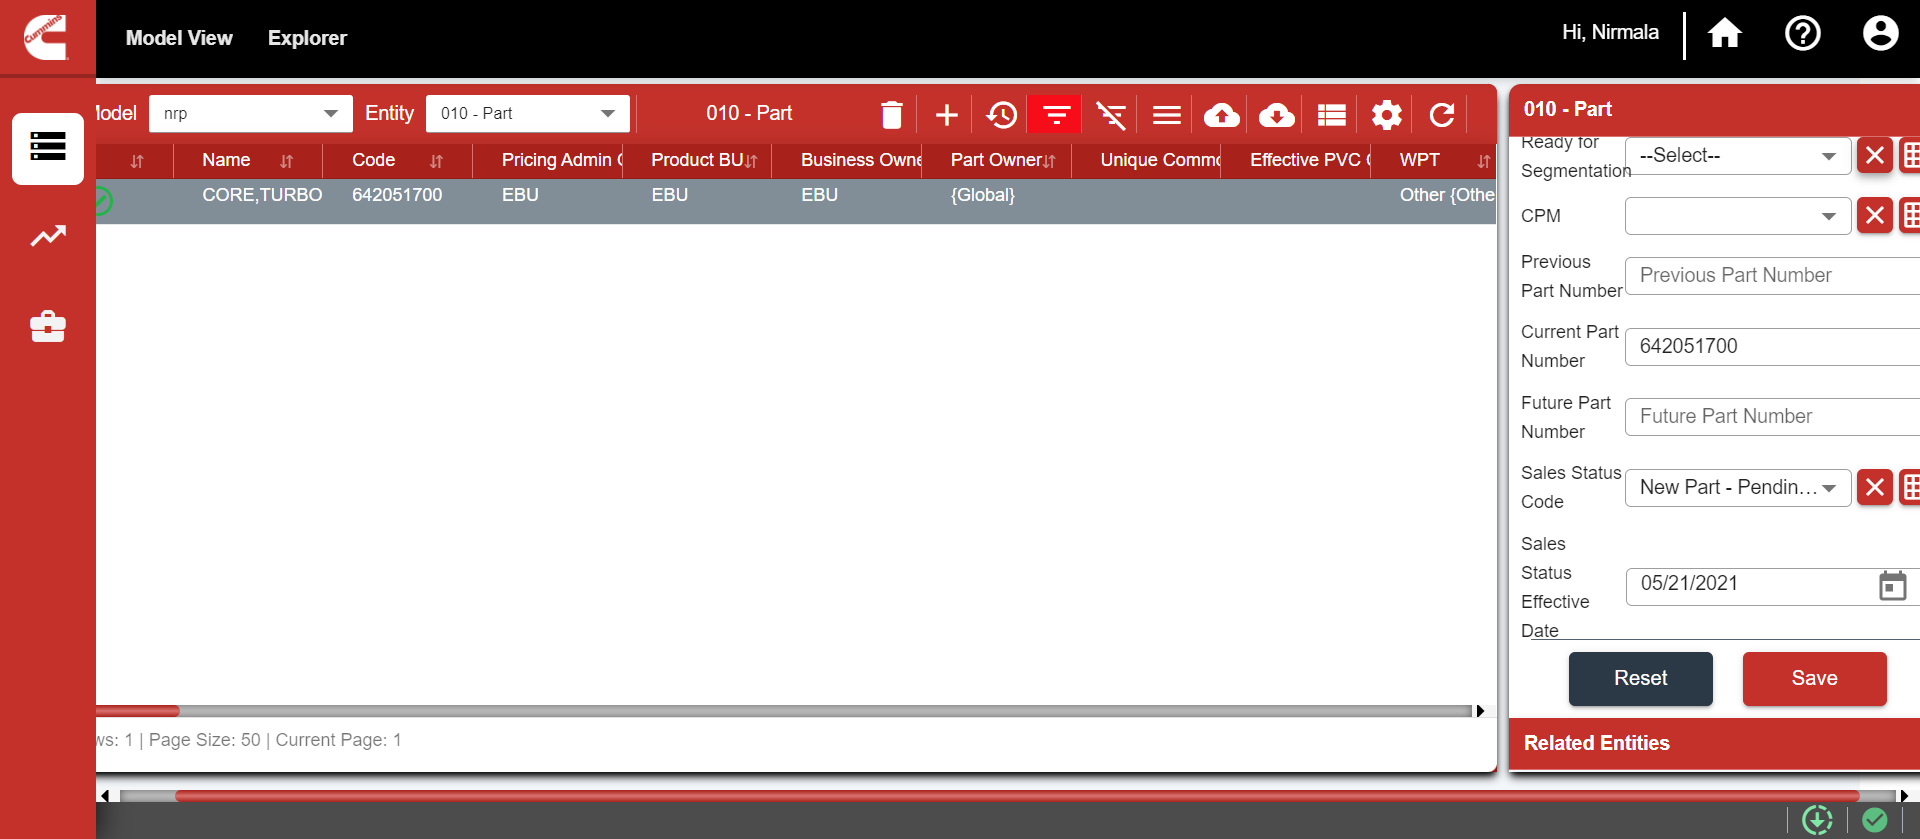 Cummins
Model View Explorer
Hi, Nirmala
Model nrp Entity 010 - Part 010 - Part
Name Code Pricing Admin Product BU Business Owne Part Owner Unique Commo Effective PVC WPT
CORE,TURBO 642051700 EBU EBU EBU {Global} Other {Othe
ws: 1 | Page Size: 50 | Current Page: 1
010 - Part
Ready for
Segmentation
--Select--
CPM
Previous
Part Number
Previous Part Number
Current Part
Number
642051700
Future Part
Number
Future Part Number
Sales Status
Code
New Part - Pendin...
Sales
Status
Effective
Date
05/21/2021
Reset Save
Related Entities